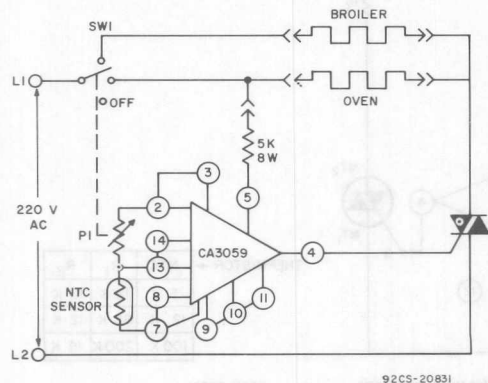 BROILER
SW1
L1
OVEN
OFF
5K
8W
220 V
AC
P1
2
3
5
14
13
CA3059
4
NTC
SENSOR
8
7
9
10
11
L2
92CS-20831